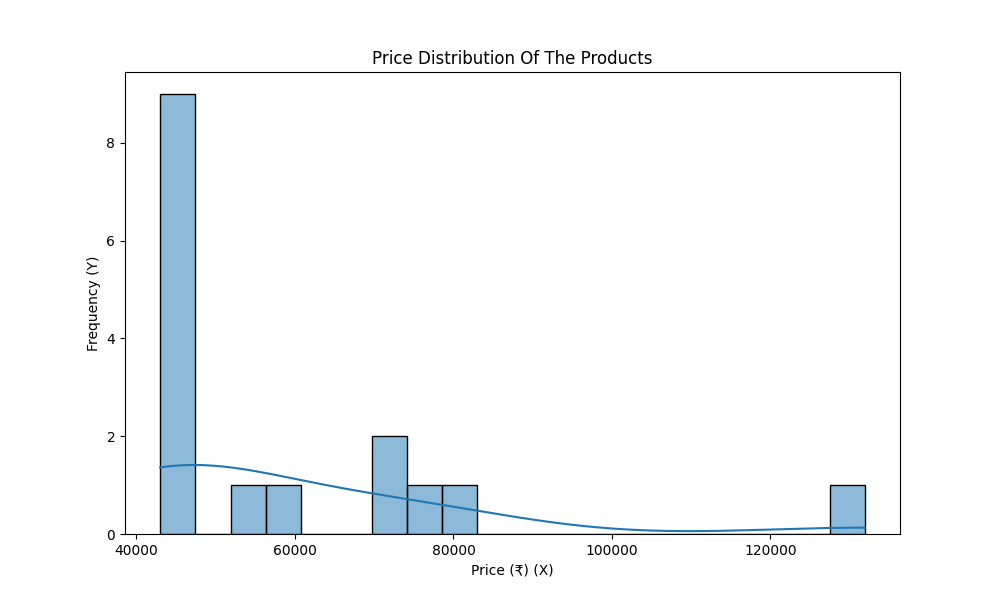 Price Distribution Of The Products
8
6
4
2
0
Frequency (Y)
40000 60000 80000 100000 120000
Price (₹) (X)